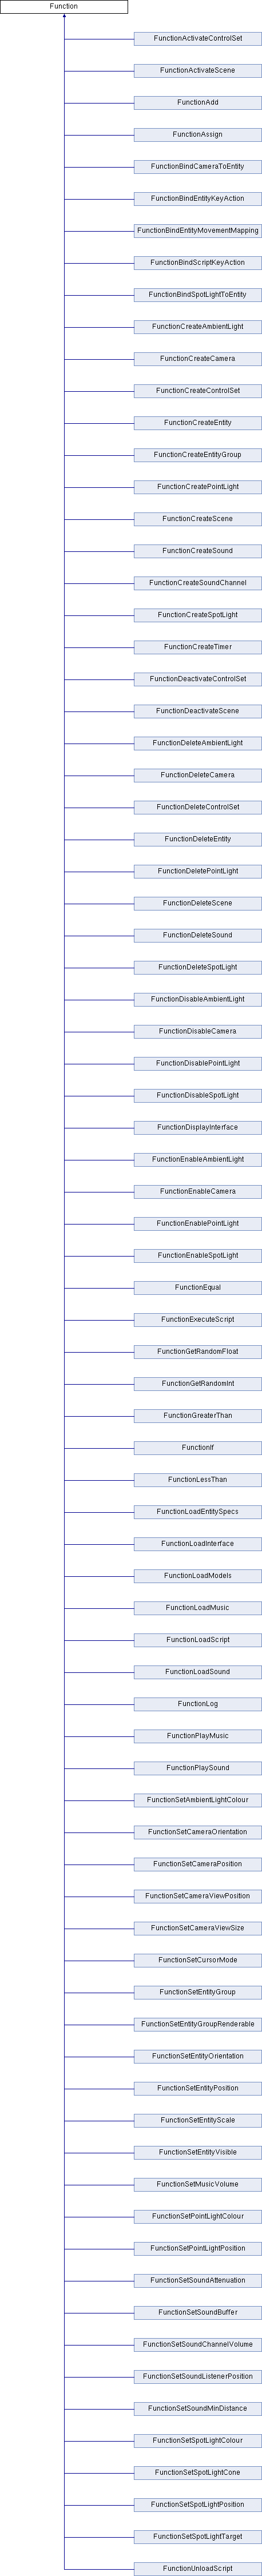 Function
FunctionActivateControlSet
FunctionActivateScene
FunctionAdd
FunctionAssign
FunctionBindCameraToEntity
FunctionBindEntityKeyAction
FunctionBindEntityMovementMapping
FunctionBindScriptKeyAction
FunctionBindSpotLightToEntity
FunctionCreateAmbientLight
FunctionCreateCamera
FunctionCreateControlSet
FunctionCreateEntity
FunctionCreateEntityGroup
FunctionCreatePointLight
FunctionCreateScene
FunctionCreateSound
FunctionCreateSoundChannel
FunctionCreateSpotLight
FunctionCreateTimer
FunctionDeactivateControlSet
FunctionDeactivateScene
FunctionDeleteAmbientLight
FunctionDeleteCamera
FunctionDeleteControlSet
FunctionDeleteEntity
FunctionDeletePointLight
FunctionDeleteScene
FunctionDeleteSound
FunctionDeleteSpotLight
FunctionDisableAmbientLight
FunctionDisableCamera
FunctionDisablePointLight
FunctionDisableSpotLight
FunctionDisplayInterface
FunctionEnableAmbientLight
FunctionEnableCamera
FunctionEnablePointLight
FunctionEnableSpotLight
FunctionEqual
FunctionExecuteScript
FunctionGetRandomFloat
FunctionGetRandomInt
FunctionGreaterThan
FunctionIf
FunctionLessThan
FunctionLoadEntitySpecs
FunctionLoadInterface
FunctionLoadModels
FunctionLoadMusic
FunctionLoadScript
FunctionLoadSound
FunctionLog
FunctionPlayMusic
FunctionPlaySound
FunctionSetAmbientLightColour
FunctionSetCameraOrientation
FunctionSetCameraPosition
FunctionSetCameraViewPosition
FunctionSetCameraViewSize
FunctionSetCursorMode
FunctionSetEntityGroup
FunctionSetEntityGroupRenderable
FunctionSetEntityOrientation
FunctionSetEntityPosition
FunctionSetEntityScale
FunctionSetEntityVisible
FunctionSetMusicVolume
FunctionSetPointLightColour
FunctionSetPointLightPosition
FunctionSetSoundAttenuation
FunctionSetSoundBuffer
FunctionSetSoundChannelVolume
FunctionSetSoundListenerPosition
FunctionSetSoundMinDistance
FunctionSetSpotLightColour
FunctionSetSpotLightCone
FunctionSetSpotLightPosition
FunctionSetSpotLightTarget
FunctionUnloadScript